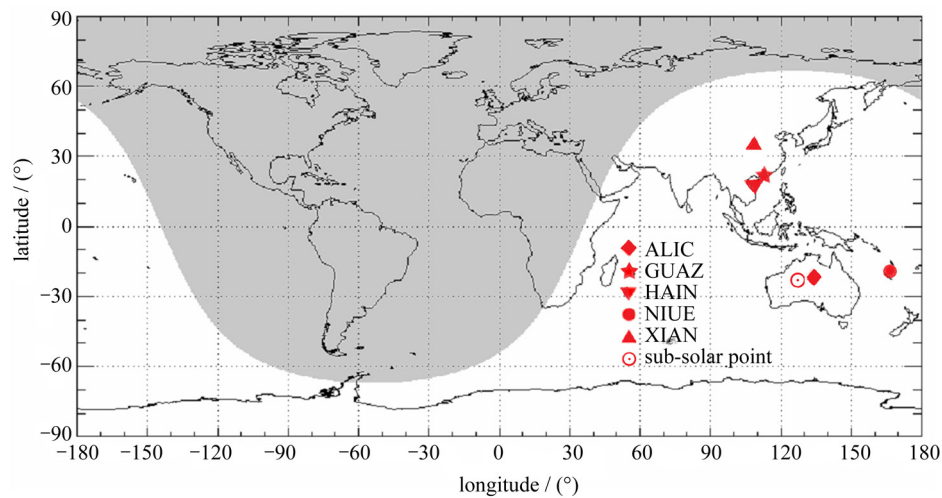 90
60
30
0
−30
−60
−90
latitude / (°)
ALIC
GUAZ
HAIN
NIUE
XIAN
sub-solar point
−180 −150 −120 −90 −60 −30 0 30 60 90 120 150 180
longitude / (°)